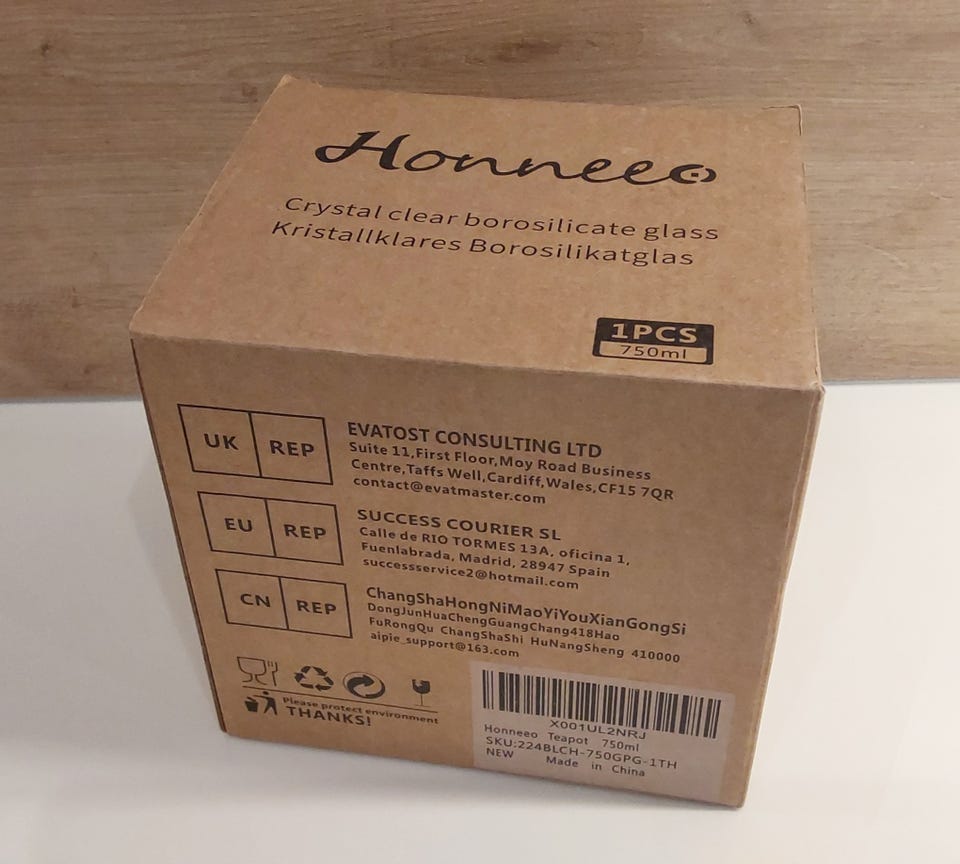 Honneeo
Crystal clear borosilicate glass
Kristallklares Borosilikatglas
1PCS
750ml
UK REP
EVATOST CONSULTING LTD
Suite 11,First Floor,Moy Road Business
Centre,Taffs Well,Cardiff,Wales,CF15 7QR
contact@evatmaster.com
EU REP
SUCCESS COURIER SL
Calle de RIO TORMES 13A, oficina 1,
Fuenlabrada, Madrid, 28947 Spain
successservice2@hotmail.com
CN REP
ChangShaHongNiMaoYiYouXianGongSi
DongJunHuaChengGuangChang418Hao
FuRongQu ChangShaShi HuNangSheng 410000
aipie_support@163.com
Please protect environment
THANKS!
X001UL2NRJ
Honneeo Teapot 750ml
SKU:224BLCH-750GPG-1TH
NEW Made in China